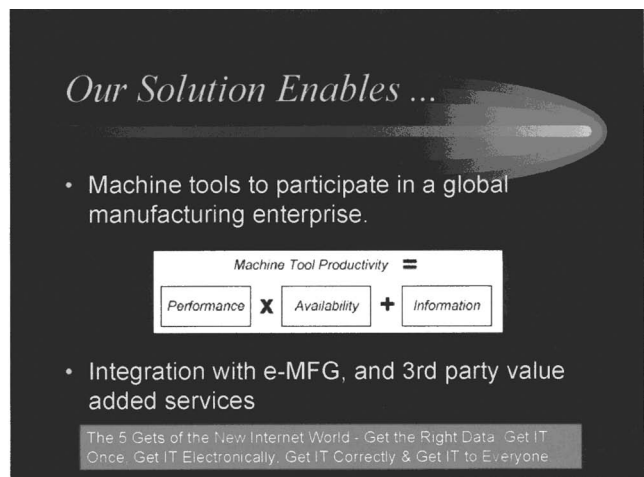 Our Solution Enables ...
• Machine tools to participate in a global
manufacturing enterprise.
Machine Tool Productivity =
Performance X Availability + Information
• Integration with e-MFG, and 3rd party value
added services
The 5 Gets of the New Internet World - Get the Right Data  Get IT
Once, Get IT Electronically, Get IT Correctly & Get IT to Everyone